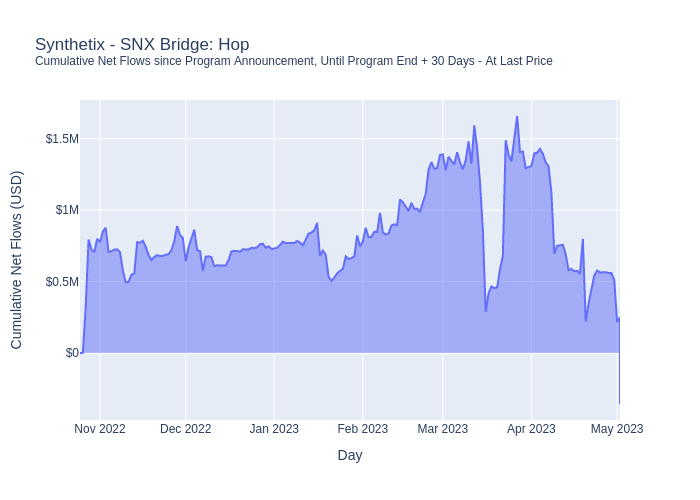 Synthetix - SNX Bridge: Hop
Cumulative Net Flows since Program Announcement, Until Program End + 30 Days - At Last Price
Cumulative Net Flows (USD)
$1.5M
$1M
$0.5M
$0
Nov 2022
Dec 2022
Jan 2023
Feb 2023
Mar 2023
Apr 2023
May 2023
Day